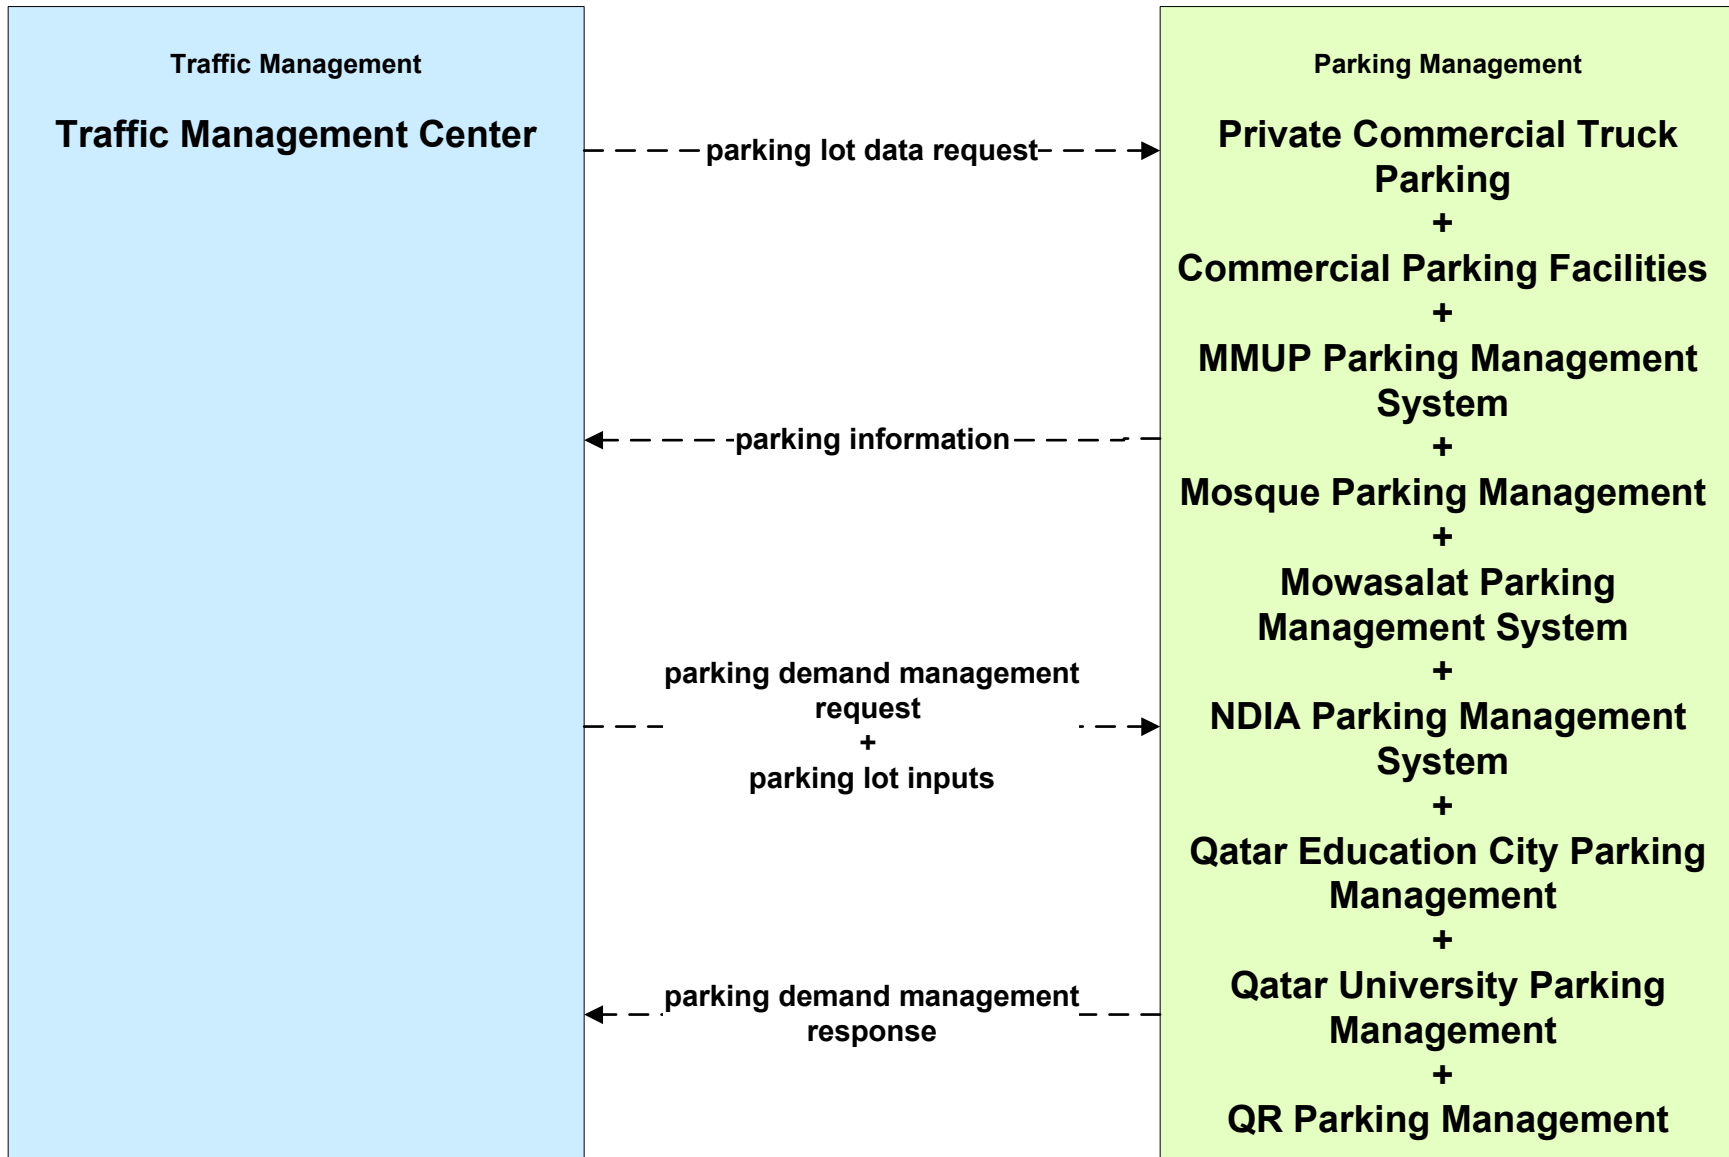 Traffic Management
Traffic Management Center
parking lot data request
parking information
parking demand management
request
+
parking lot inputs
parking demand management
response
Parking Management
Private Commercial Truck
Parking
+
Commercial Parking Facilities
+
MMUP Parking Management
System
+
Mosque Parking Management
+
Mowasalat Parking
Management System
+
NDIA Parking Management
System
+
Qatar Education City Parking
Management
+
Qatar University Parking
Management
+
QR Parking Management